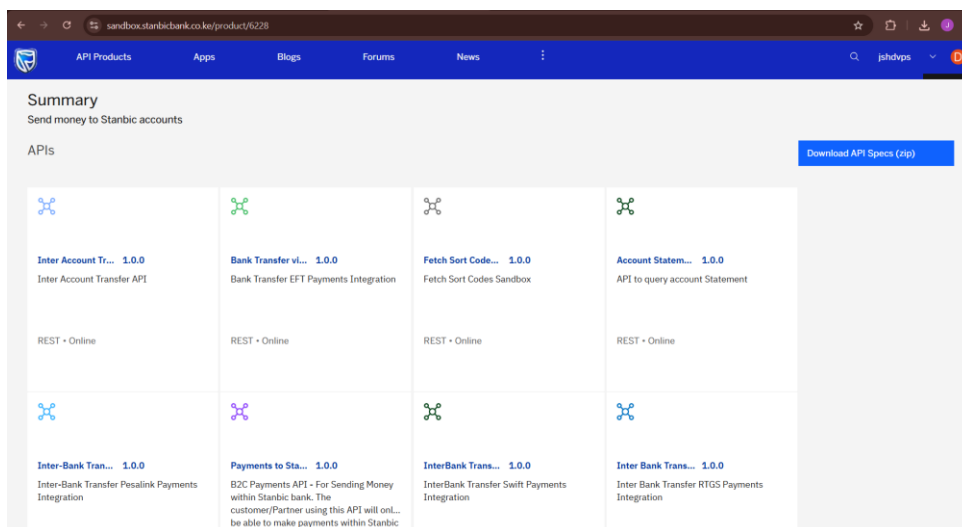 sandbox.stanbicbank.co.ke/product/6228
J
API Products Apps Blogs Forums News jshdvps D
Summary
Send money to Stanbic accounts
APIs
Download API Specs (zip)
Inter Account Tr... 1.0.0
Inter Account Transfer API
REST • Online
Bank Transfer vi... 1.0.0
Bank Transfer EFT Payments Integration
REST • Online
Fetch Sort Code... 1.0.0
Fetch Sort Codes Sandbox
REST • Online
Account Statem... 1.0.0
API to query account Statement
REST • Online
Inter-Bank Tran... 1.0.0
Inter-Bank Transfer Pesalink Payments
Integration
Payments to Sta... 1.0.0
B2C Payments API - For Sending Money
within Stanbic bank. The
customer/Partner using this API will onl...
be able to make payments within Stanbic
InterBank Trans... 1.0.0
InterBank Transfer Swift Payments
Integration
Inter Bank Trans... 1.0.0
Inter Bank Transfer RTGS Payments
Integration